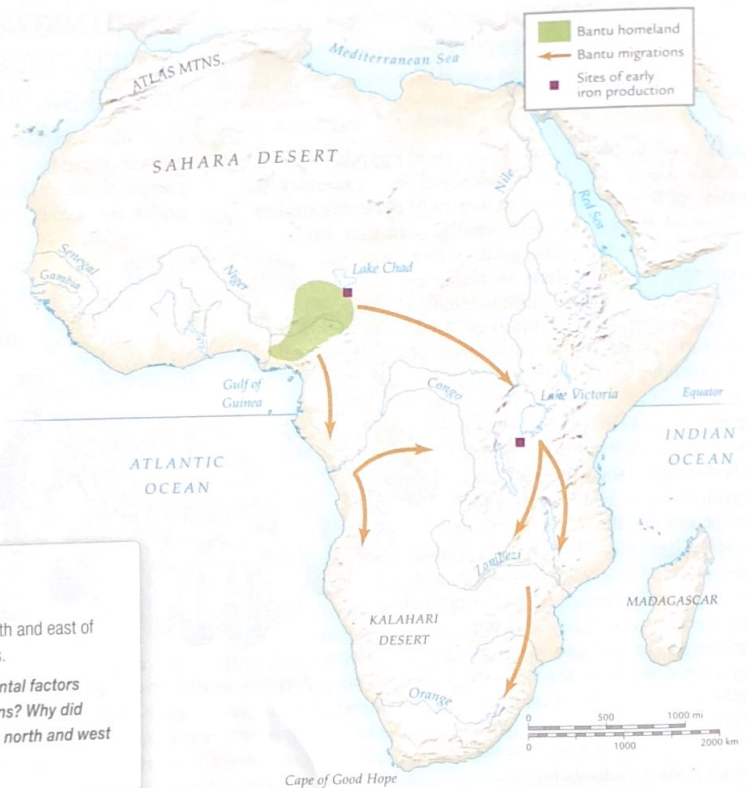 Bantu homeland
Bantu migrations
Sites of early
iron production
Mediterranean Sea
ATLAS MTNS.
SAHARA DESERT
Nile
Red Sea
Senegal
Gambia
Niger
Lake Chad
Gulf of
Guinea
Congo
Lake Victoria
Equator
ATLANTIC
OCEAN
INDIAN
OCEAN
Zambezi
MADAGASCAR
KALAHARI
DESERT
Orange
0 500 1000 mi
0 1000 2000 km
Cape of Good Hope
th and east of
s.
ntal factors
ns? Why did
north and west